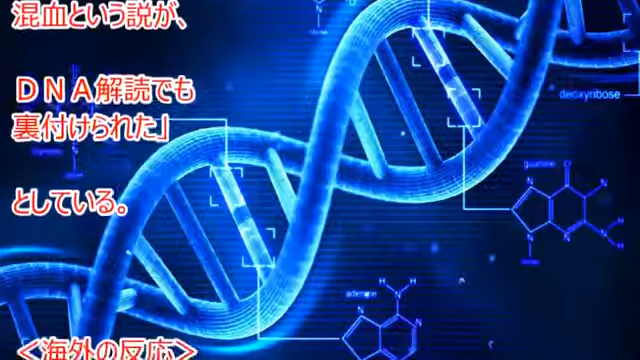 混血という説が、
ＤＮＡ解読でも
裏付けられた」
としている。
＜海外の反応＞
deoxyribose
guanine
adenine